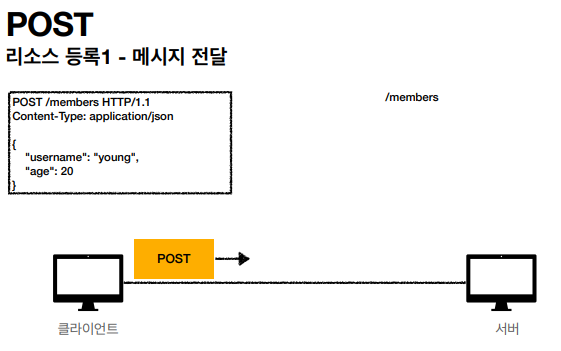 POST
리소스 등록1 - 메시지 전달
POST /members HTTP/1.1
Content-Type: application/json
{
"username": "young",
"age": 20
}
/members
POST
클라이언트
서버